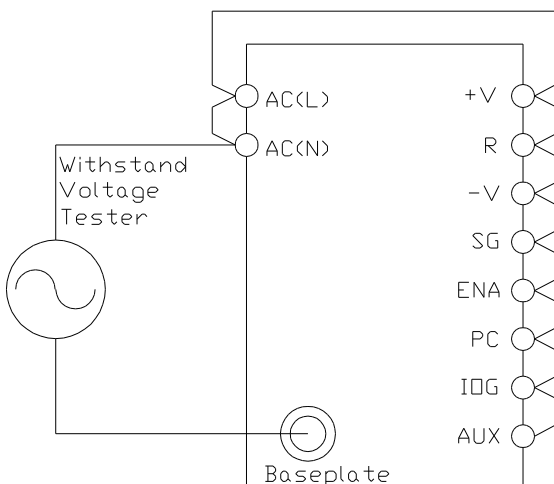 AC(L)
+V
AC(N)
R
Withstand
Voltage
Tester
-V
SG
ENA
PC
IOG
AUX
Baseplate